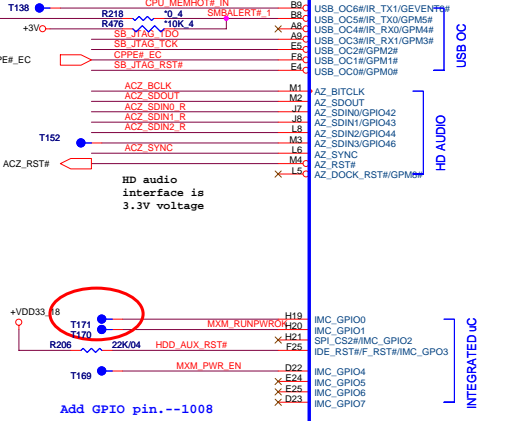 CPU_MEMHOT#_IN
T138 B9 USB_OC6#/IR_TX1/GEVENT6#
R218 *0_4 SMBALERT#_1 B8 USB_OC5#/IR_TX0/GPM5#
R476 *10K_4 A8 USB_OC4#/IR_RX0/GPM4#
+3V
SB_JTAG_TDO A9 USB_OC3#/IR_RX1/GPM3#
SB_JTAG_TCK E5 USB_OC2#/GPM2#
CPPE#_EC F8 USB_OC1#/GPM1#
PE#_EC
SB_JTAG_RST# E4 USB_OC0#/GPM0#
USB OC
ACZ_BCLK M1 AZ_BITCLK
ACZ_SDOUT M2 AZ_SDOUT
ACZ_SDIN0_R J7 AZ_SDIN0/GPIO42
ACZ_SDIN1_R J8 AZ_SDIN1/GPIO43
ACZ_SDIN2_R L8 AZ_SDIN2/GPIO44
T152 M3 AZ_SDIN3/GPIO46
ACZ_SYNC L6 AZ_SYNC
ACZ_RST# M4 AZ_RST#
L5 AZ_DOCK_RST#/GPM8#
HD AUDIO
HD audio
interface is
3.3V voltage
+VDD33_18
T171 H19 IMC_GPIO0
T170 MXM_RUNPWROK H20 IMC_GPIO1
H21 SPI_CS2#/IMC_GPIO2
R206 22K/04 HDD_AUX_RST# F25 IDE_RST#/F_RST#/IMC_GPO3
T169 MXM_PWR_EN D22 IMC_GPIO4
E24 IMC_GPIO5
E25 IMC_GPIO6
D23 IMC_GPIO7
INTEGRATED uC
Add GPIO pin.--1008